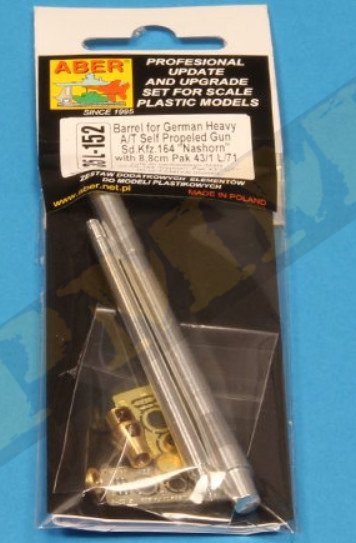 ABER
SINCE 1995
PROFESIONAL
UPDATE
AND UPGRADE
SET FOR SCALE
PLASTIC MODELS
35 L-152
Barrel for German Heavy
A/T Self Propeled Gun
Sd.Kfz.164 "Nashorn"
with 8,8cm Pak 43/1 L/71
ZESTAW DODATKOWYCH ELEMENTÓW
DO MODELI PLASTIKOWYCH
www.aber.net.pl
MADE IN POLAND